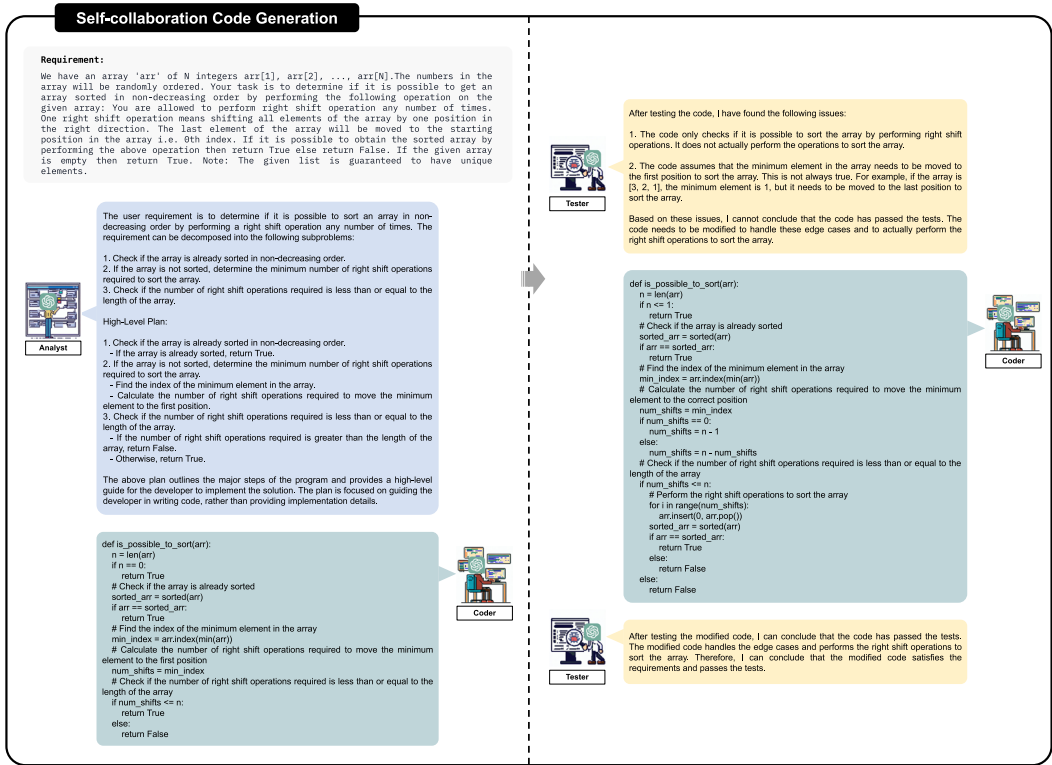 Self-collaboration Code Generation
Requirement:
We have an array 'arr' of N integers arr[1], arr[2], ..., arr[N].The numbers in the
array will be randomly ordered. Your task is to determine if it is possible to get an
array sorted in non-decreasing order by performing the following operation on the
given array: You are allowed to perform right shift operation any number of times.
One right shift operation means shifting all elements of the array by one position in
the right direction. The last element of the array will be moved to the starting
position in the array i.e. 0th index. If it is possible to obtain the sorted array by
performing the above operation then return True else return False. If the given array
is empty then return True. Note: The given list is guaranteed to have unique
elements.
The user requirement is to determine if it is possible to sort an array in non-
decreasing order by performing a right shift operation any number of times. The
requirement can be decomposed into the following subproblems:
1. Check if the array is already sorted in non-decreasing order.
2. If the array is not sorted, determine the minimum number of right shift operations
required to sort the array.
3. Check if the number of right shift operations required is less than or equal to the
length of the array.
High-Level Plan:
1. Check if the array is already sorted in non-decreasing order.
- If the array is already sorted, return True.
2. If the array is not sorted, determine the minimum number of right shift operations
required to sort the array.
- Find the index of the minimum element in the array.
- Calculate the number of right shift operations required to move the minimum
element to the first position.
3. Check if the number of right shift operations required is less than or equal to the
length of the array.
- If the number of right shift operations required is greater than the length of the
array, return False.
- Otherwise, return True.
The above plan outlines the major steps of the program and provides a high-level
guide for the developer to implement the solution. The plan is focused on guiding the
developer in writing code, rather than providing implementation details.
Analyst
def is_possible_to_sort(arr):
n = len(arr)
if n == 0:
return True
# Check if the array is already sorted
sorted_arr = sorted(arr)
if arr == sorted_arr:
return True
# Find the index of the minimum element in the array
min_index = arr.index(min(arr))
# Calculate the number of right shift operations required to move the minimum
element to the first position
num_shifts = min_index
# Check if the number of right shift operations required is less than or equal to the
length of the array
if num_shifts <= n:
return True
else:
return False
Coder
After testing the code, I have found the following issues:
1. The code only checks if it is possible to sort the array by performing right shift
operations. It does not actually perform the operations to sort the array.
2. The code assumes that the minimum element in the array needs to be moved to
the first position to sort the array. This is not always true. For example, if the array is
[3, 2, 1], the minimum element is 1, but it needs to be moved to the last position to
sort the array.
Based on these issues, I cannot conclude that the code has passed the tests. The
code needs to be modified to handle these edge cases and to actually perform the
right shift operations to sort the array.
Tester
def is_possible_to_sort(arr):
n = len(arr)
if n <= 1:
return True
# Check if the array is already sorted
sorted_arr = sorted(arr)
if arr == sorted_arr:
return True
# Find the index of the minimum element in the array
min_index = arr.index(min(arr))
# Calculate the number of right shift operations required to move the minimum
element to the correct position
num_shifts = min_index
if num_shifts == 0:
num_shifts = n - 1
else:
num_shifts = n - num_shifts
# Check if the number of right shift operations required is less than or equal to the
length of the array
if num_shifts <= n:
# Perform the right shift operations to sort the array
for i in range(num_shifts):
arr.insert(0, arr.pop())
sorted_arr = sorted(arr)
if arr == sorted_arr:
return True
else:
return False
else:
return False
Coder
After testing the modified code, I can conclude that the code has passed the tests.
The modified code handles the edge cases and performs the right shift operations to
sort the array. Therefore, I can conclude that the modified code satisfies the
requirements and passes the tests.
Tester